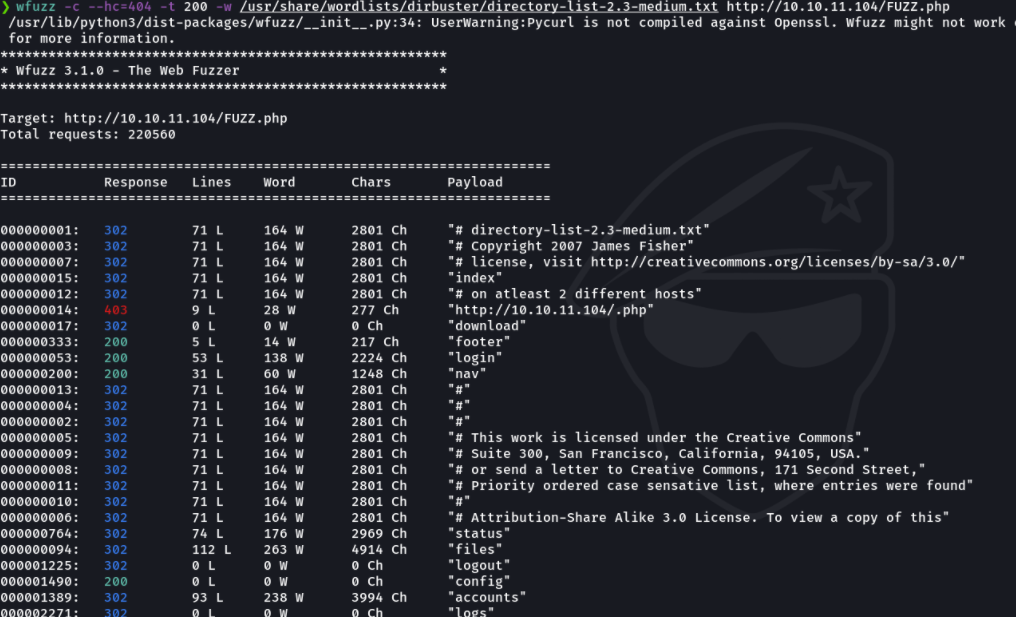 ❯ wfuzz -c --hc=404 -t 200 -w /usr/share/wordlists/dirbuster/directory-list-2.3-medium.txt http://10.10.11.104/FUZZ.php
/usr/lib/python3/dist-packages/wfuzz/__init__.py:34: UserWarning:Pycurl is not compiled against Openssl. Wfuzz might not work
for more information.
********************************************************
* Wfuzz 3.1.0 - The Web Fuzzer                         *
********************************************************
Target: http://10.10.11.104/FUZZ.php
Total requests: 220560
=====================================================================
ID           Response   Lines    Word       Chars       Payload
=====================================================================
000000001:   302        71 L     164 W      2801 Ch     "# directory-list-2.3-medium.txt"
000000003:   302        71 L     164 W      2801 Ch     "# Copyright 2007 James Fisher"
000000007:   302        71 L     164 W      2801 Ch     "# license, visit http://creativecommons.org/licenses/by-sa/3.0/"
000000015:   302        71 L     164 W      2801 Ch     "index"
000000012:   302        71 L     164 W      2801 Ch     "# on atleast 2 different hosts"
000000014:   403        9 L      28 W       277 Ch      "http://10.10.11.104/.php"
000000017:   302        0 L      0 W        0 Ch        "download"
000000333:   200        5 L      14 W       217 Ch      "footer"
000000053:   200        53 L     138 W      2224 Ch     "login"
000000200:   200        31 L     60 W       1248 Ch     "nav"
000000013:   302        71 L     164 W      2801 Ch     "#"
000000004:   302        71 L     164 W      2801 Ch     "#"
000000002:   302        71 L     164 W      2801 Ch     "#"
000000005:   302        71 L     164 W      2801 Ch     "# This work is licensed under the Creative Commons"
000000009:   302        71 L     164 W      2801 Ch     "# Suite 300, San Francisco, California, 94105, USA."
000000008:   302        71 L     164 W      2801 Ch     "# or send a letter to Creative Commons, 171 Second Street,"
000000011:   302        71 L     164 W      2801 Ch     "# Priority ordered case sensative list, where entries were found"
000000010:   302        71 L     164 W      2801 Ch     "#"
000000006:   302        71 L     164 W      2801 Ch     "# Attribution-Share Alike 3.0 License. To view a copy of this"
000000764:   302        74 L     176 W      2969 Ch     "status"
000000094:   302        112 L    263 W      4914 Ch     "files"
000001225:   302        0 L      0 W        0 Ch        "logout"
000001490:   200        0 L      0 W        0 Ch        "config"
000001389:   302        93 L     238 W      3994 Ch     "accounts"
000002271:   302        0 L      0 W        0 Ch        "logs"